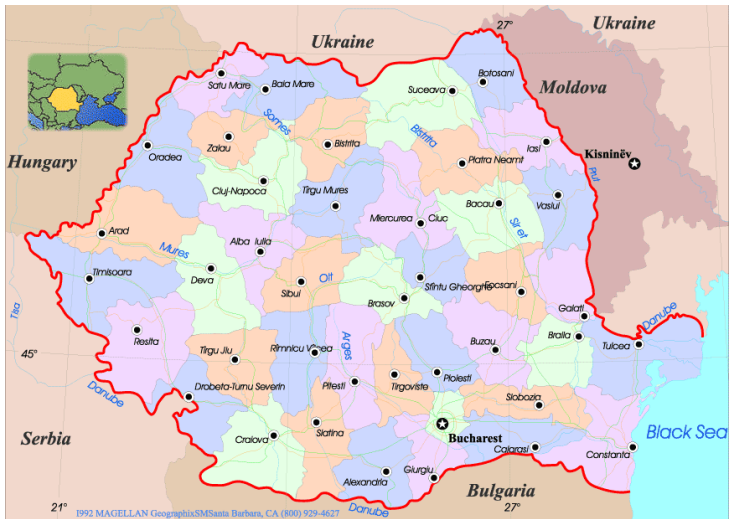 27°
Ukraine
Ukraine
Moldova
Satu Mare
Baia Mare
Suceava
Botosani
Somes
Zalau
Bistrita
Bistrita
Iasi
Kisninëv
Hungary
Oradea
Piatra Neamt
Prut
Cluj-Napoca
Tirgu Mures
Miercurea Ciuc
Bacau
Vaslui
Siret
Arad
Mures
Alba Iulia
Timisoara
Deva
Sibui
Olt
Sfintu Gheorghe
Focsani
Brasov
Tisa
Galati
Danube
Resita
Arges
Braila
Tulcea
Buzau
45°
Tirgu Jiu
Rîmnicu Vîlcea
Danube
Drobeta-Turnu Severin
Pitesti
Tirgoviste
Ploiesti
Slobozia
Serbia
Craiova
Slatina
Bucharest
Black Sea
Calarasi
Constanta
Alexandria
Giurgiu
Bulgaria
21°
1992 MAGELLAN GeographixSMSanta Barbara, CA (800) 929-4627
Danube
27°